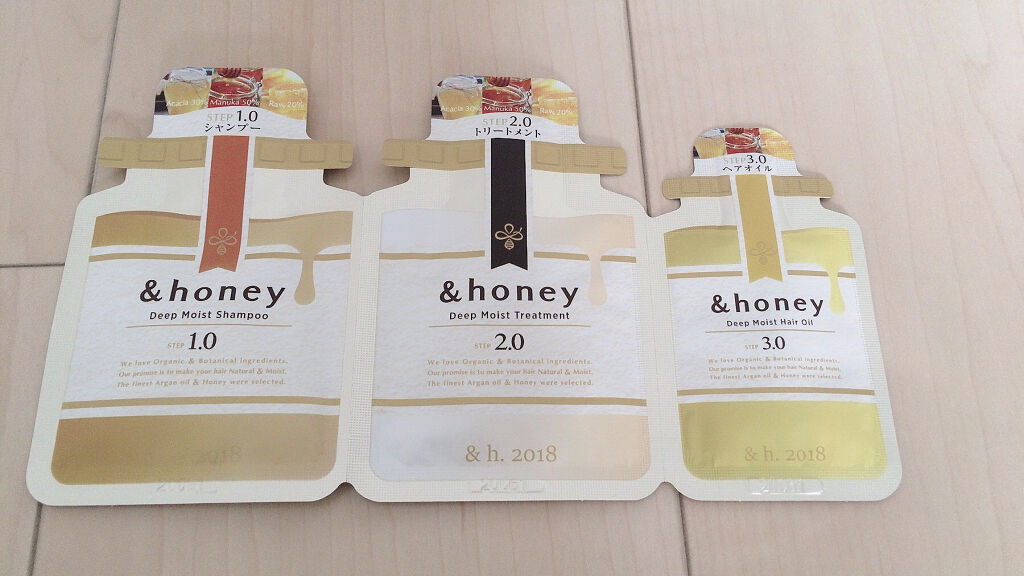 Acacia 30% Manuka 50% Raw 20%
STEP 1.0
シャンプー
&honey
Deep Moist Shampoo
STEP 1.0
We love Organic & Botanical Ingredients.
Our promise is to make your hair Natural & Moist.
The finest Argan oil & Honey were selected.
& h. 2018
Acacia 30% Manuka 50% Raw 20%
STEP 2.0
トリートメント
&honey
Deep Moist Treatment
STEP 2.0
We love Organic & Botanical Ingredients.
Our promise is to make your hair Natural & Moist.
The finest Argan oil & Honey were selected.
& h. 2018
STEP 3.0
ヘアオイル
&honey
Deep Moist Hair Oil
STEP 3.0
We love Organic & Botanical Ingredients.
Our promise is to make your hair Natural & Moist.
The finest Argan oil & Honey were selected.
& h. 2018